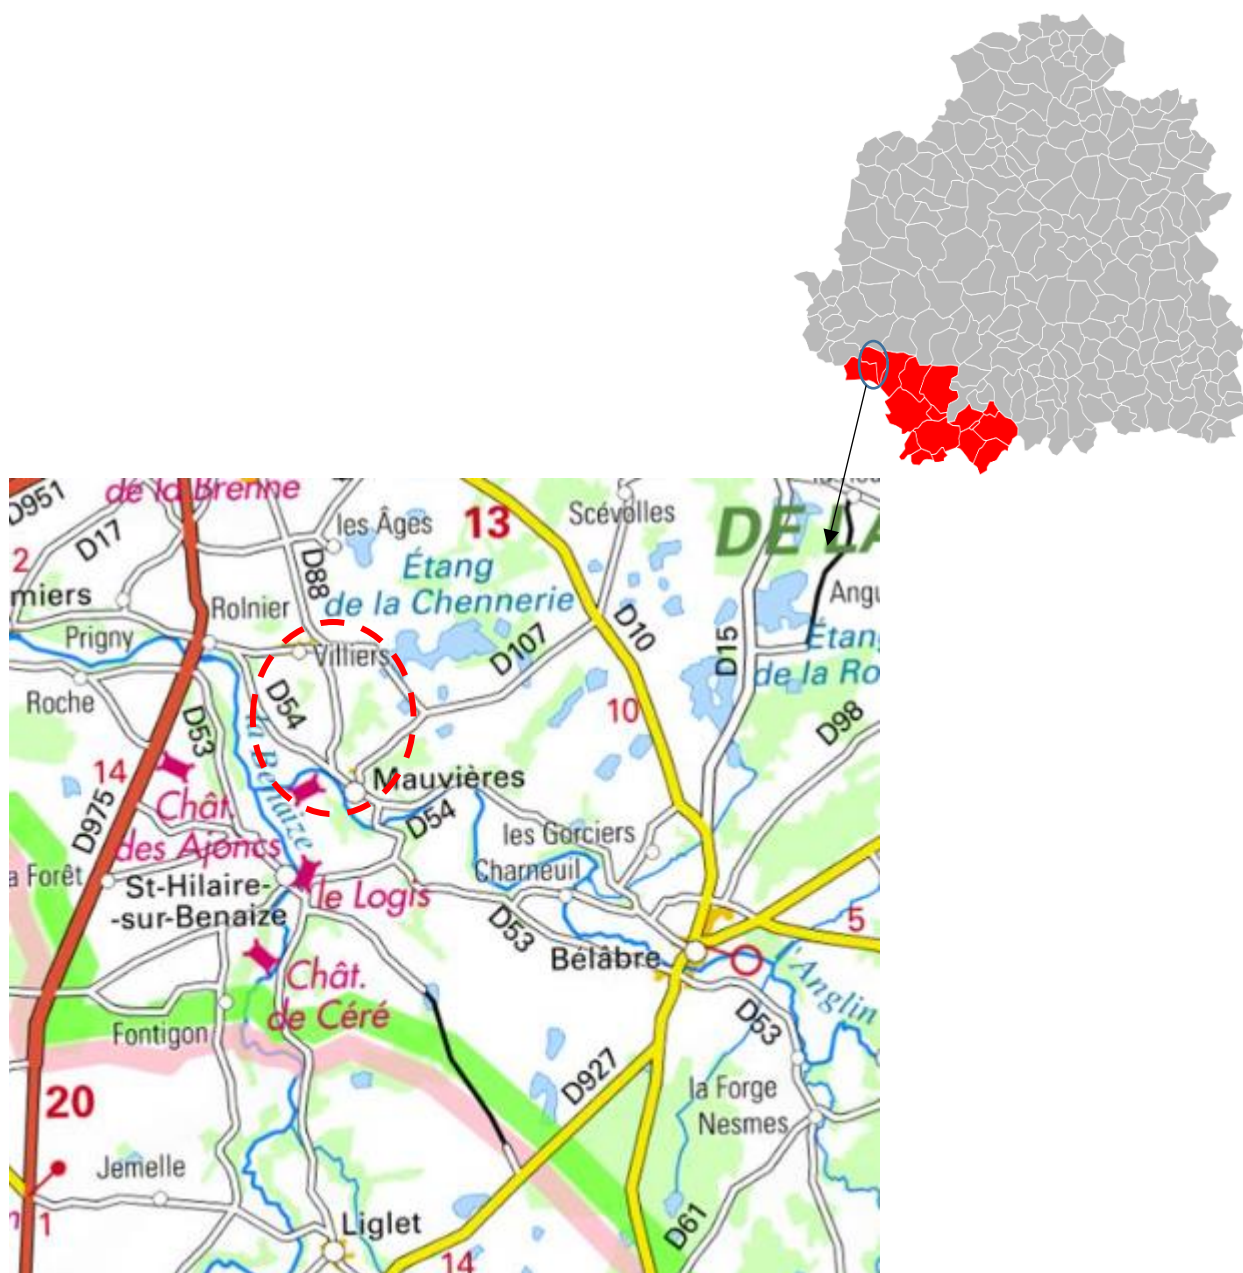 de la Brenne
D951
D17
2
miers
Prigny
Rolnier
les Âges
D88
13
Scévolles
DE LA
Étang
de la Chennerie
Villiers
D107
D10
D15
Angu
Étang
de la Ro
Roche
D53
D54
la Benaize
10
D98
14
D975
Chât.
des Ajoncs
Mauvières
D54
les Gorciers
Charneuil
a Forêt
St-Hilaire-
-sur-Benaize
le Logis
D53
5
Bélâbre
Chât.
de Céré
l'Anglin
Fontigon
D53
D927
la Forge
Nesmes
20
Jemelle
1
Liglet
D61
14